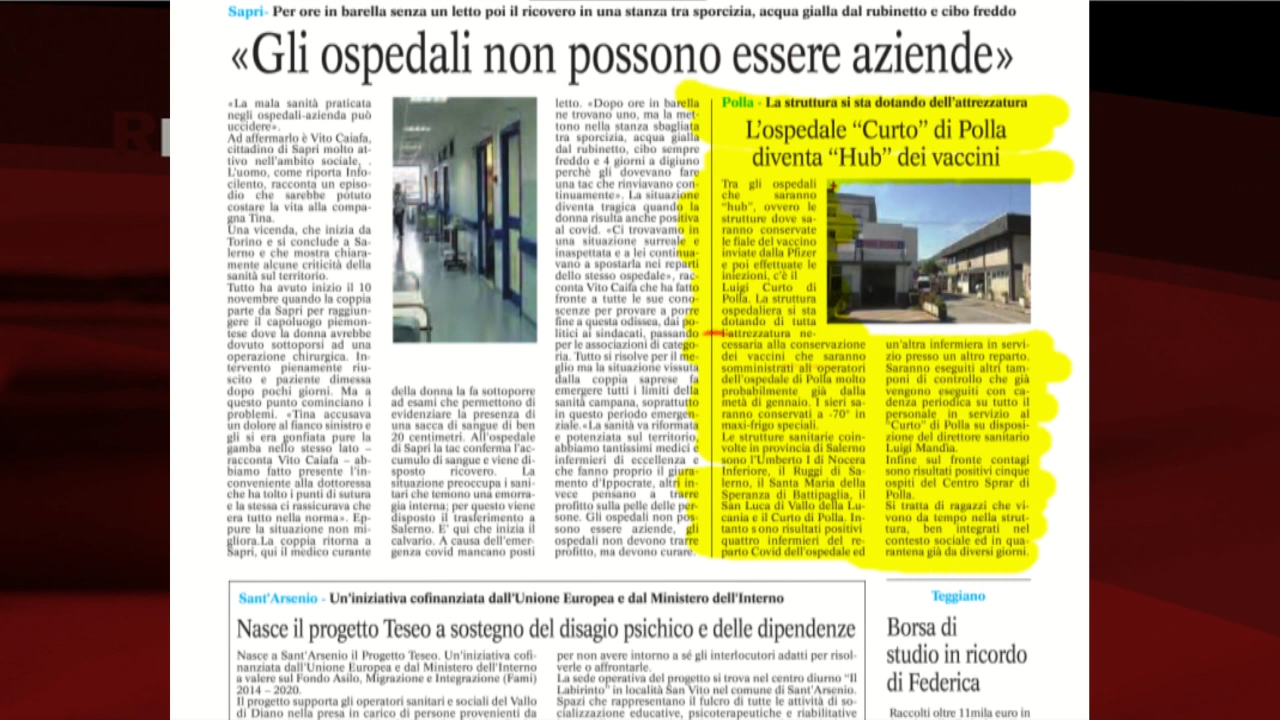 Sapri- Per ore in barella senza un letto poi il ricovero in una stanza tra sporcizia, acqua gialla dal rubinetto e cibo freddo
«Gli ospedali non possono essere aziende»
«La mala sanità praticata
negli ospedali-azienda può
uccidere».
Ad affermarlo è Vito Caiafa,
cittadino di Sapri molto at-
tivo nell'ambito sociale, .
L'uomo, come riporta Info-
cilento, racconta un episo-
dio che sarebbe potuto
costare la vita alla compa-
gna Tina.
Una vicenda, che inizia da
Torino e si conclude a Sa-
lerno e che mostra chiara-
mente alcune criticità della
sanità sul territorio.
Tutto ha avuto inizio il 10
novembre quando la coppia
parte da Sapri per raggiun-
gere il capoluogo piemon-
tese dove la donna avrebbe
dovuto sottoporsi ad una
operazione chirurgica. In-
tervento pienamente riu-
scito e paziente dimessa
dopo pochi giorni. Ma a
questo punto cominciano i
problemi. «Tina accusava
un dolore al fianco sinistro e
gli si era gonfiata pure la
gamba nello stesso lato –
racconta Vito Caiafa – ab-
biamo fatto presente l'in-
conveniente alla dottoressa
che ha tolto i punti di sutura
e la stessa ci rassicurava che
era tutto nella norma». Ep-
pure la situazione non mi-
gliora.La coppia ritorna a
Sapri, qui il medico curante
della donna la fa sottoporre
ad esami che permettono di
evidenziare la presenza di
una sacca di sangue di ben
20 centimetri. All'ospedale
di Sapri la tac conferma l'ac-
cumulo di sangue e viene di-
sposto ricovero. La
situazione preoccupa i sani-
tari che temono una emorra-
gia interna; per questo viene
disposto il trasferimento a
Salerno. E' qui che inizia il
calvario. A causa dell'emer-
genza covid mancano posti
letto. «Dopo ore in barella
ne trovano uno, ma la met-
tono nella stanza sbagliata
tra sporcizia, acqua gialla
dal rubinetto, cibo sempre
freddo e 4 giorni a digiuno
perchè gli dovevano fare
una tac che rinviavano con-
tinuamente». La situazione
diventa tragica quando la
donna risulta anche positiva
al covid. «Ci trovavamo in
una situazione surreale e
inaspettata e a lei continua-
vano a spostarla nei reparti
dello stesso ospedale», rac-
conta Vito Caifa che ha fatto
fronte a tutte le sue cono-
scenze per provare a porre
fine a questa odissea, dai po-
litici ai sindacati, passando
per le associazioni di catego-
ria. Tutto si risolve per il me-
glio ma la situazione vissuta
dalla coppia saprese fa
emergere tutti i limiti della
sanità campana, soprattutto
in questo periodo emergen-
ziale.«La sanità va riformata
e potenziata sul territorio,
abbiamo tantissimi medici e
infermieri di eccellenza e
che fanno proprio il giura-
mento d'Ippocrate, altri in-
vece pensano a trarre
profitto sulla pelle delle per-
sone. Gli ospedali non pos-
sono essere aziende, gli
ospedali non devono trarre
profitto, ma devono curare.
Polla - La struttura si sta dotando dell'attrezzatura
L'ospedale “Curto” di Polla
diventa “Hub” dei vaccini
Tra gli ospedali
che saranno
“hub”, ovvero le
strutture dove sa-
ranno conservate
le fiale del vaccino
inviate dalla Pfizer
e poi effettuate le
iniezioni, c'è il
Luigi Curto di
Polla. La struttura
ospedaliera si sta
dotando di tutta
l'attrezzatura ne-
cessaria alla conservazione
dei vaccini che saranno
somministrati ali operatori
dell'ospedale di Polla molto
probabilmente già dalla
metà di gennaio. I sieri sa-
ranno conservati a -70° in
maxi-frigo speciali.
Le strutture sanitarie coin-
volte in provincia di Salerno
sono l'Umberto I di Nocera
Inferiore, il Ruggi di Sa-
lerno, il Santa Maria della
Speranza di Battipaglia, il
San Luca di Vallo della Lu-
cania e il Curto di Polla. In-
tanto sono risultati positivi
quattro infermieri del re-
parto Covid dell'ospedale ed
un'altra infermiera in servi-
zio presso un altro reparto.
Saranno eseguiti altri tam-
poni di controllo che già
vengono eseguiti con ca-
denza periodica su tutto il
personale in servizio al
“Curto” di Polla su disposi-
zione del direttore sanitario
Luigi Mandia.
Infine sul fronte contagi
sono risultati positivi cinque
ospiti del Centro Sprar di
Polla.
Si tratta di ragazzi che vi-
vono da tempo nella strut-
tura, ben integrati nel
contesto sociale ed in qua-
rantena già da diversi giorni.
Sant'Arsenio - Un'iniziativa cofinanziata dall'Unione Europea e dal Ministero dell'Interno
Nasce il progetto Teseo a sostegno del disagio psichico e delle dipendenze
Nasce a Sant'Arsenio il Progetto Teseo. Un'iniziativa cofi-
nanziata dall'Unione Europea e dal Ministero dell'Interno
a valere sul Fondo Asilo, Migrazione e Integrazione (Fami)
2014 – 2020.
Il progetto supporta gli operatori sanitari e sociali del Vallo
di Diano nella presa in carico di persone provenienti da
per non avere intorno a sé gli interlocutori adatti per risol-
verle o affrontarle.
La sede operativa del progetto si trova nel centro diurno “Il
Labirinto” in località San Vito nel comune di Sant'Arsenio.
Spazi che rappresentano il fulcro di tutte le attività di so-
cializzazione educative, psicoterapeutiche e riabilitative
Teggiano
Borsa di
studio in ricordo
di Federica
Raccolti oltre 11mila euro in